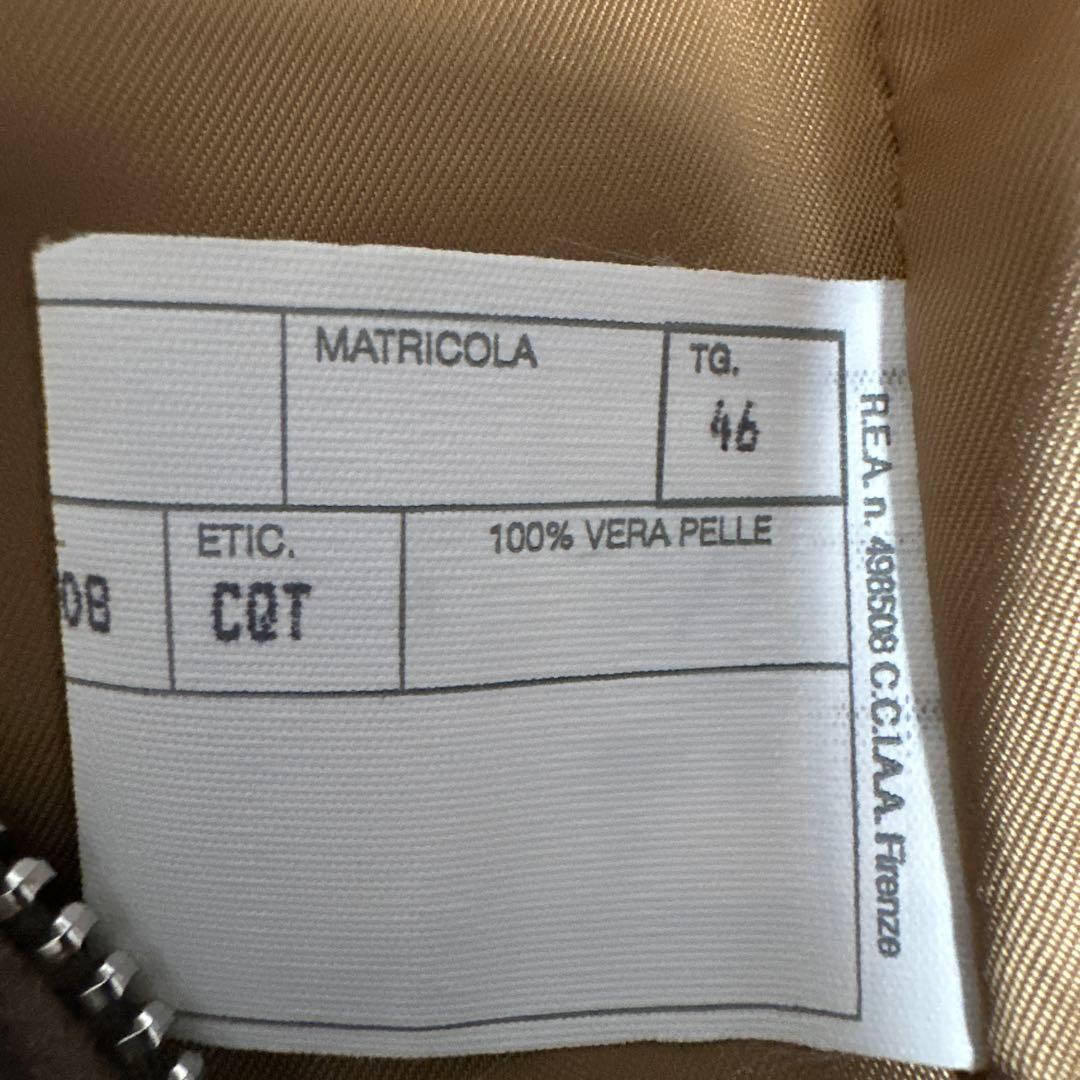 MATRICOLA
TG.
46
08
ETIC.
CQT
100% VERA PELLE
R.E.A. n. 498508 C.C.I.A.A. Firenze